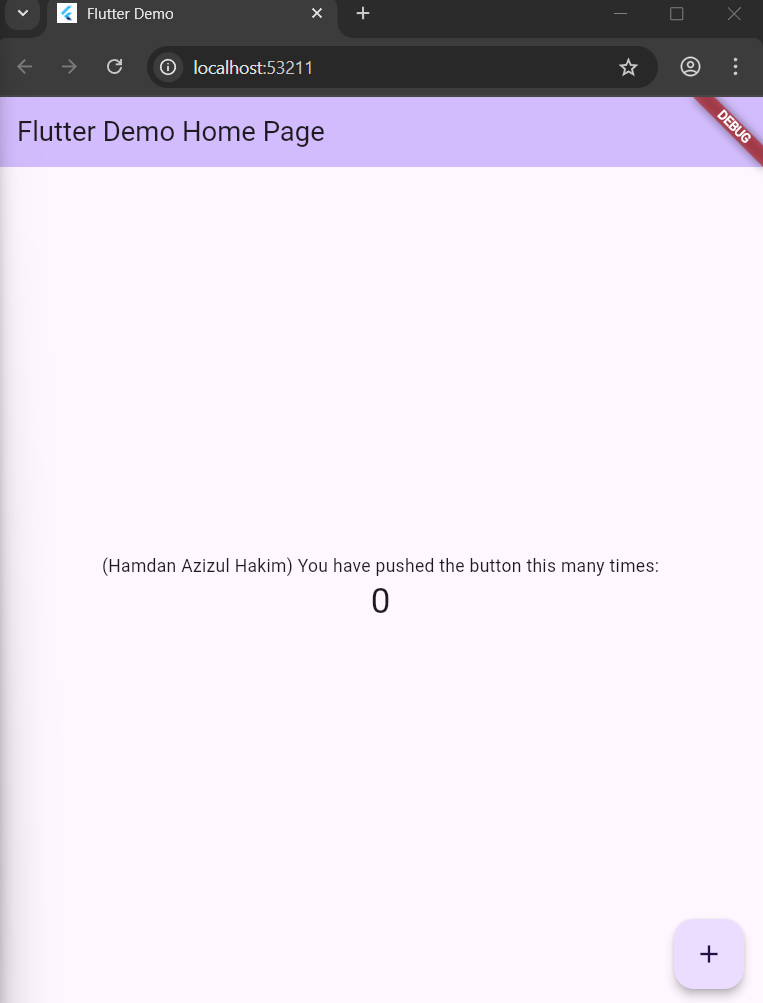 Flutter Demo
localhost:53211
Flutter Demo Home Page
DEBUG
(Hamdan Azizul Hakim) You have pushed the button this many times:
0
+